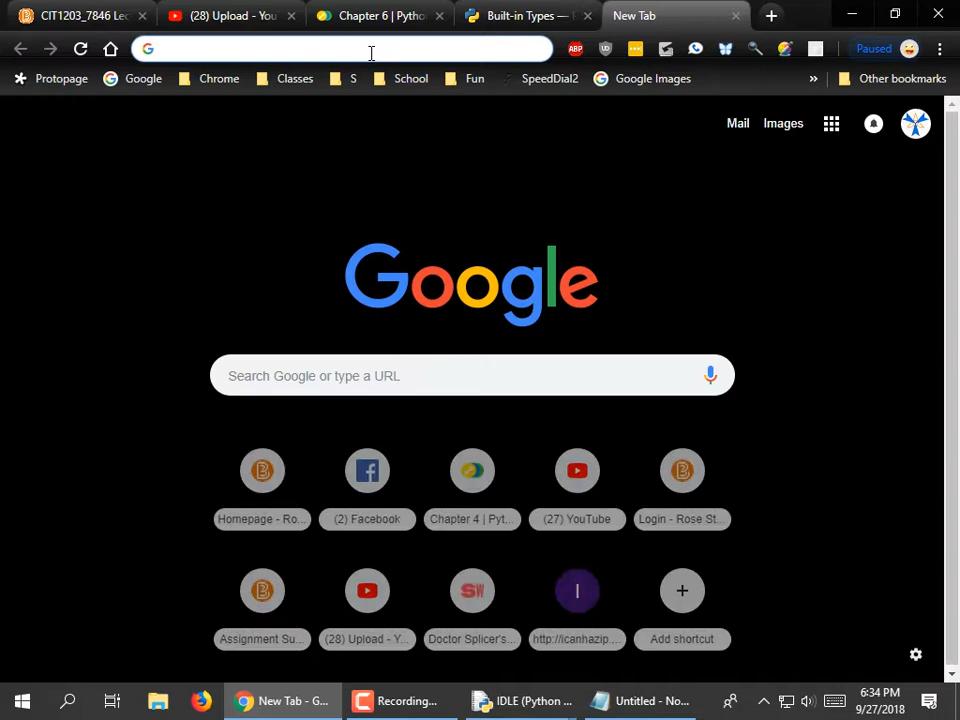 CIT1203_7846 Lec
(28) Upload - You
Chapter 6 | Pytho
Built-in Types —
New Tab
ABP
Paused
Protopage
Google
Chrome
Classes
S
School
Fun
SpeedDial2
Google Images
»
Other bookmarks
Mail
Images
Google
Search Google or type a URL
Homepage - Ro...
(2) Facebook
Chapter 4 | Pyt...
(27) YouTube
Login - Rose St...
SW
I
Assignment Su...
(28) Upload - Y...
Doctor Splicer's...
http://icanhazip....
Add shortcut
New Tab - G...
Recording...
IDLE (Python ...
Untitled - No...
6:34 PM
9/27/2018